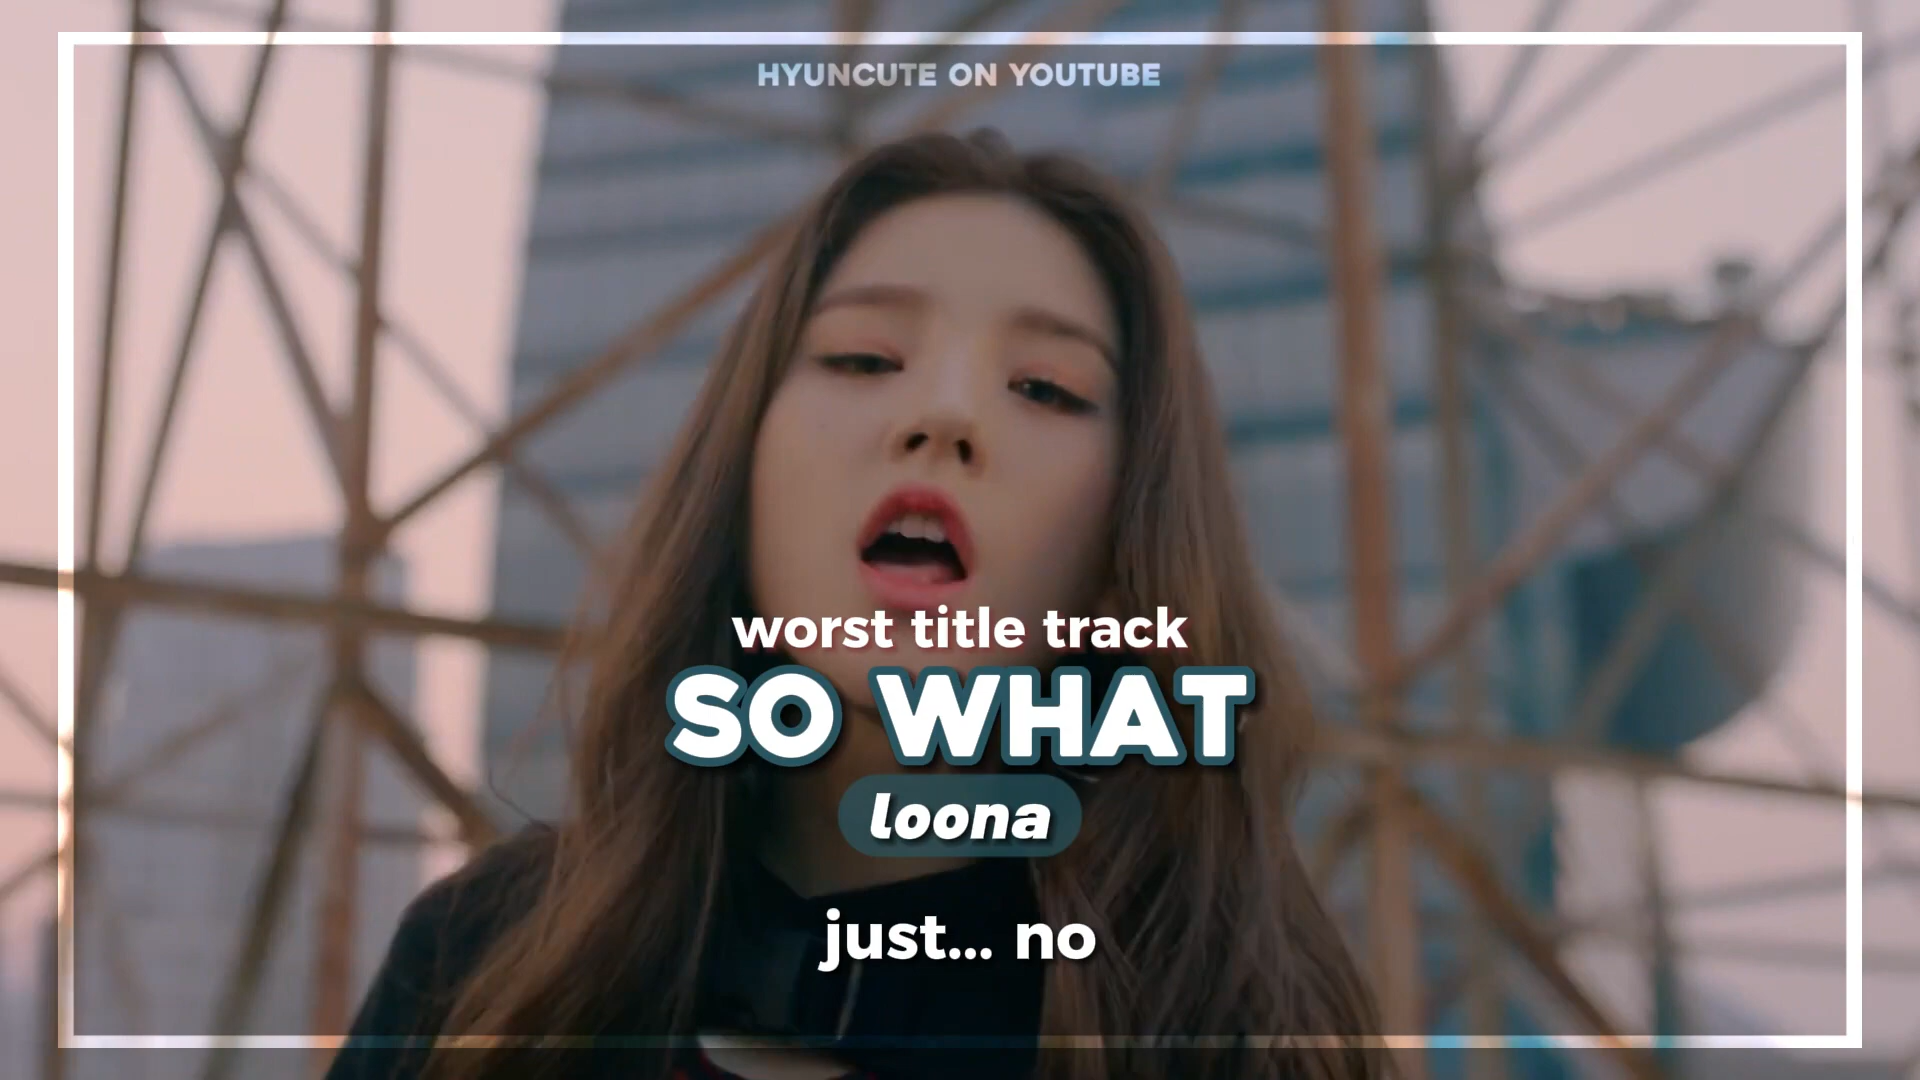 HYUNCUTE ON YOUTUBE
worst title track
SO WHAT
loona
just... no